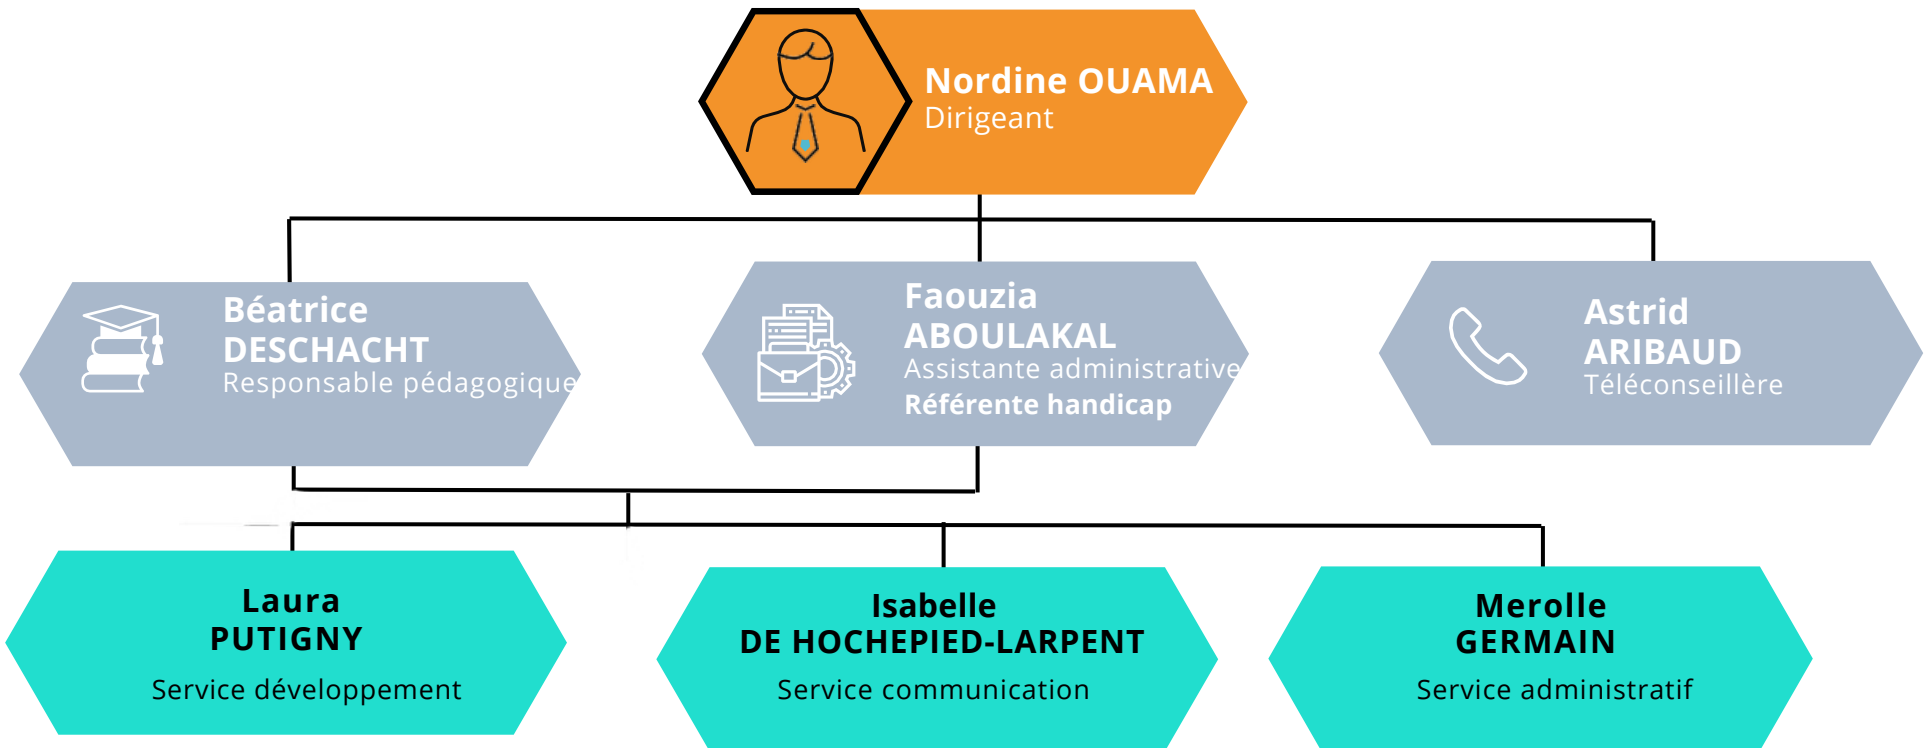 Nordine OUAMA
Dirigeant
Béatrice
DESCHACHT
Responsable pédagogique
Faouzia
ABOULAKAL
Assistante administrative
Référente handicap
Astrid
ARIBAUD
Téléconseillère
Laura
PUTIGNY
Service développement
Isabelle
DE HOCHEPIED-LARPENT
Service communication
Merolle
GERMAIN
Service administratif